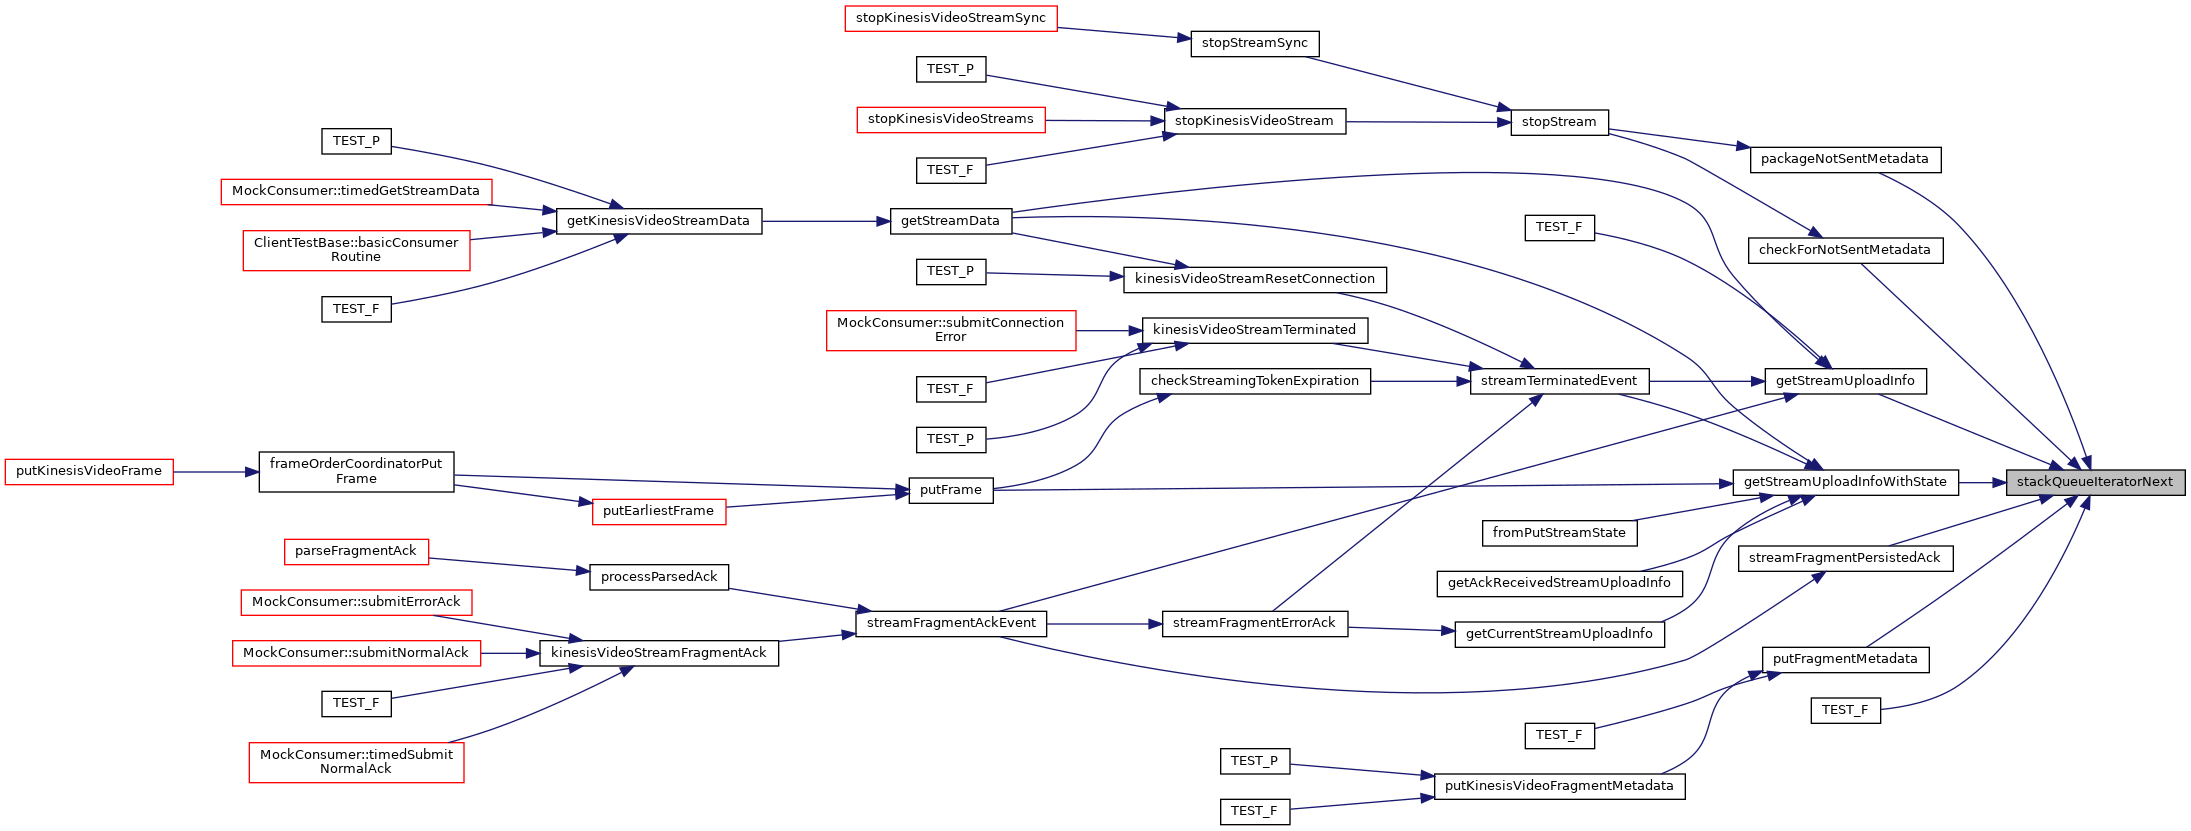 stopKinesisVideoStreamSync
stopStreamSync
TEST_P
stopKinesisVideoStreams
stopKinesisVideoStream
stopStream
TEST_P
packageNotSentMetadata
TEST_F
MockConsumer::timedGetStreamData
getKinesisVideoStreamData
getStreamData
TEST_F
ClientTestBase::basicConsumer
Routine
checkForNotSentMetadata
TEST_P
kinesisVideoStreamResetConnection
TEST_F
MockConsumer::submitConnection
Error
kinesisVideoStreamTerminated
TEST_F
checkStreamingTokenExpiration
streamTerminatedEvent
getStreamUploadInfo
TEST_P
putKinesisVideoFrame
frameOrderCoordinatorPut
Frame
putFrame
getStreamUploadInfoWithState
stackQueueIteratorNext
putEarliestFrame
fromPutStreamState
parseFragmentAck
processParsedAck
streamFragmentPersistedAck
getAckReceivedStreamUploadInfo
MockConsumer::submitErrorAck
streamFragmentAckEvent
streamFragmentErrorAck
getCurrentStreamUploadInfo
MockConsumer::submitNormalAck
kinesisVideoStreamFragmentAck
putFragmentMetadata
TEST_F
TEST_F
MockConsumer::timedSubmit
NormalAck
TEST_F
TEST_P
putKinesisVideoFragmentMetadata
TEST_F